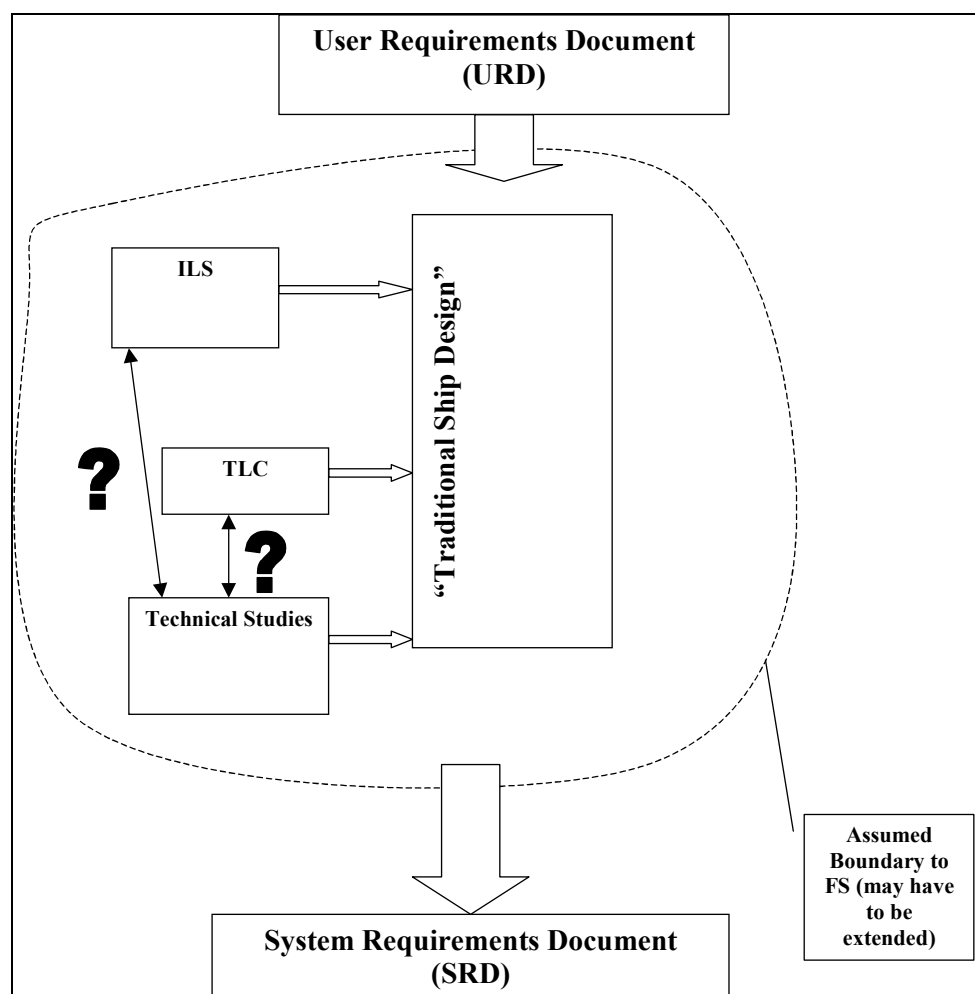 User Requirements Document
(URD)
ILS
“Traditional Ship Design”
?
TLC
?
Technical Studies
Assumed
Boundary to
FS (may have
to be
extended)
System Requirements Document
(SRD)